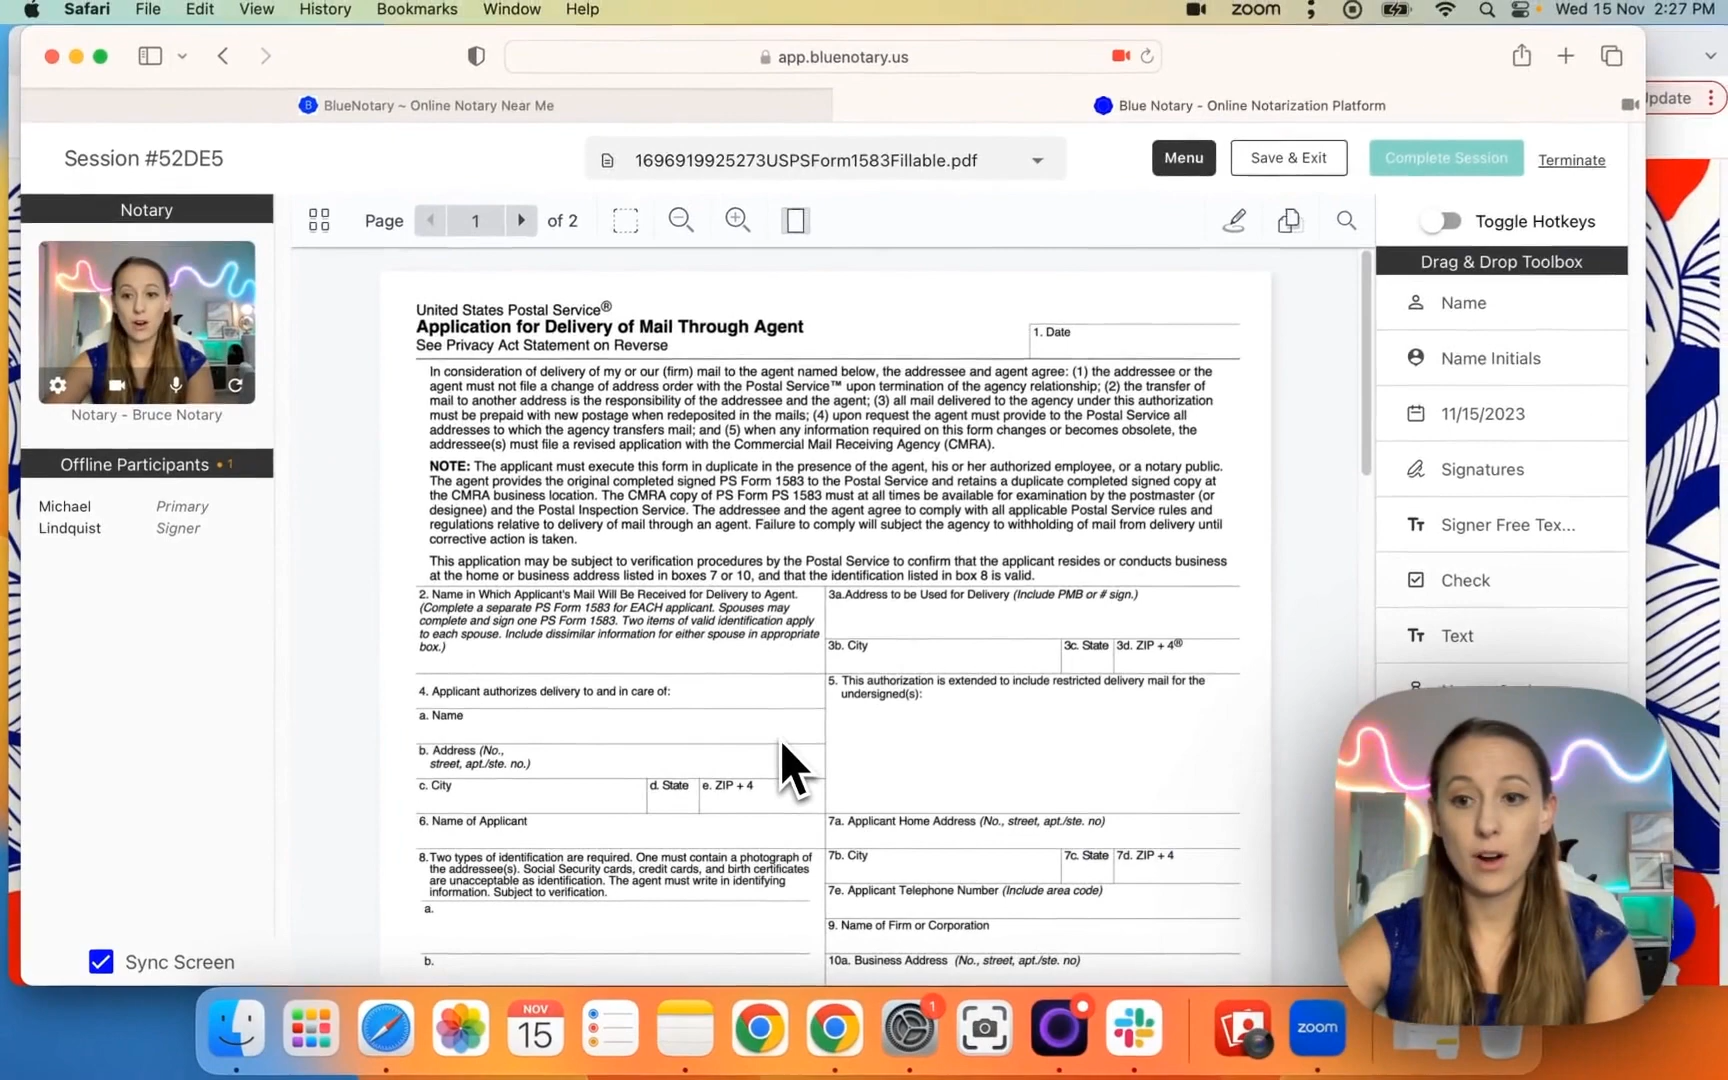 Safari File Edit View History Bookmarks Window Help zoom Wed 15 Nov 2:27 PM
app.bluenotary.us
B BlueNotary ~ Online Notary Near Me
Blue Notary - Online Notarization Platform
Update
Session #52DE5
1696919925273USPSForm1583Fillable.pdf
Menu
Save & Exit
Complete Session
Terminate
Notary
Notary - Bruce Notary
Offline Participants • 1
Michael Lindquist
Primary Signer
Sync Screen
Page 1 of 2
Toggle Hotkeys
Drag & Drop Toolbox
Name
Name Initials
11/15/2023
Signatures
Tт Signer Free Tex...
Check
Tт Text
United States Postal Service®
Application for Delivery of Mail Through Agent
See Privacy Act Statement on Reverse
1. Date
In consideration of delivery of my or our (firm) mail to the agent named below, the addressee and agent agree: (1) the addressee or the
agent must not file a change of address order with the Postal Service™ upon termination of the agency relationship; (2) the transfer of
mail to another address is the responsibility of the addressee and the agent; (3) all mail delivered to the agency under this authorization
must be prepaid with new postage when redeposited in the mails; (4) upon request the agent must provide to the Postal Service all
addresses to which the agency transfers mail; and (5) when any information required on this form changes or becomes obsolete, the
addressee(s) must file a revised application with the Commercial Mail Receiving Agency (CMRA).
NOTE: The applicant must execute this form in duplicate in the presence of the agent, his or her authorized employee, or a notary public.
The agent provides the original completed signed PS Form 1583 to the Postal Service and retains a duplicate completed signed copy at
the CMRA business location. The CMRA copy of PS Form PS 1583 must at all times be available for examination by the postmaster (or
designee) and the Postal Inspection Service. The addressee and the agent agree to comply with all applicable Postal Service rules and
regulations relative to delivery of mail through an agent. Failure to comply will subject the agency to withholding of mail from delivery until
corrective action is taken.
This application may be subject to verification procedures by the Postal Service to confirm that the applicant resides or conducts business
at the home or business address listed in boxes 7 or 10, and that the identification listed in box 8 is valid.
2. Name in Which Applicant's Mail Will Be Received for Delivery to Agent.
(Complete a separate PS Form 1583 for EACH applicant. Spouses may
complete and sign one PS Form 1583. Two items of valid identification apply
to each spouse. Include dissimilar information for either spouse in appropriate
box.)
3a.Address to be Used for Delivery (Include PMB or # sign.)
3b. City
3c. State
3d. ZIP + 4®
4. Applicant authorizes delivery to and in care of:
5. This authorization is extended to include restricted delivery mail for the
undersigned(s):
a. Name
b. Address (No.,
street, apt./ste. no.)
c. City
d. State
e. ZIP + 4
6. Name of Applicant
7a. Applicant Home Address (No., street, apt./ste. no)
7b. City
7c. State
7d. ZIP + 4
8.Two types of identification are required. One must contain a photograph of
the addressee(s). Social Security cards, credit cards, and birth certificates
are unacceptable as identification. The agent must write in identifying
information. Subject to verification.
7e. Applicant Telephone Number (Include area code)
a.
9. Name of Firm or Corporation
b.
10a. Business Address (No., street, apt./ste. no)
NOV
15
1
zoom